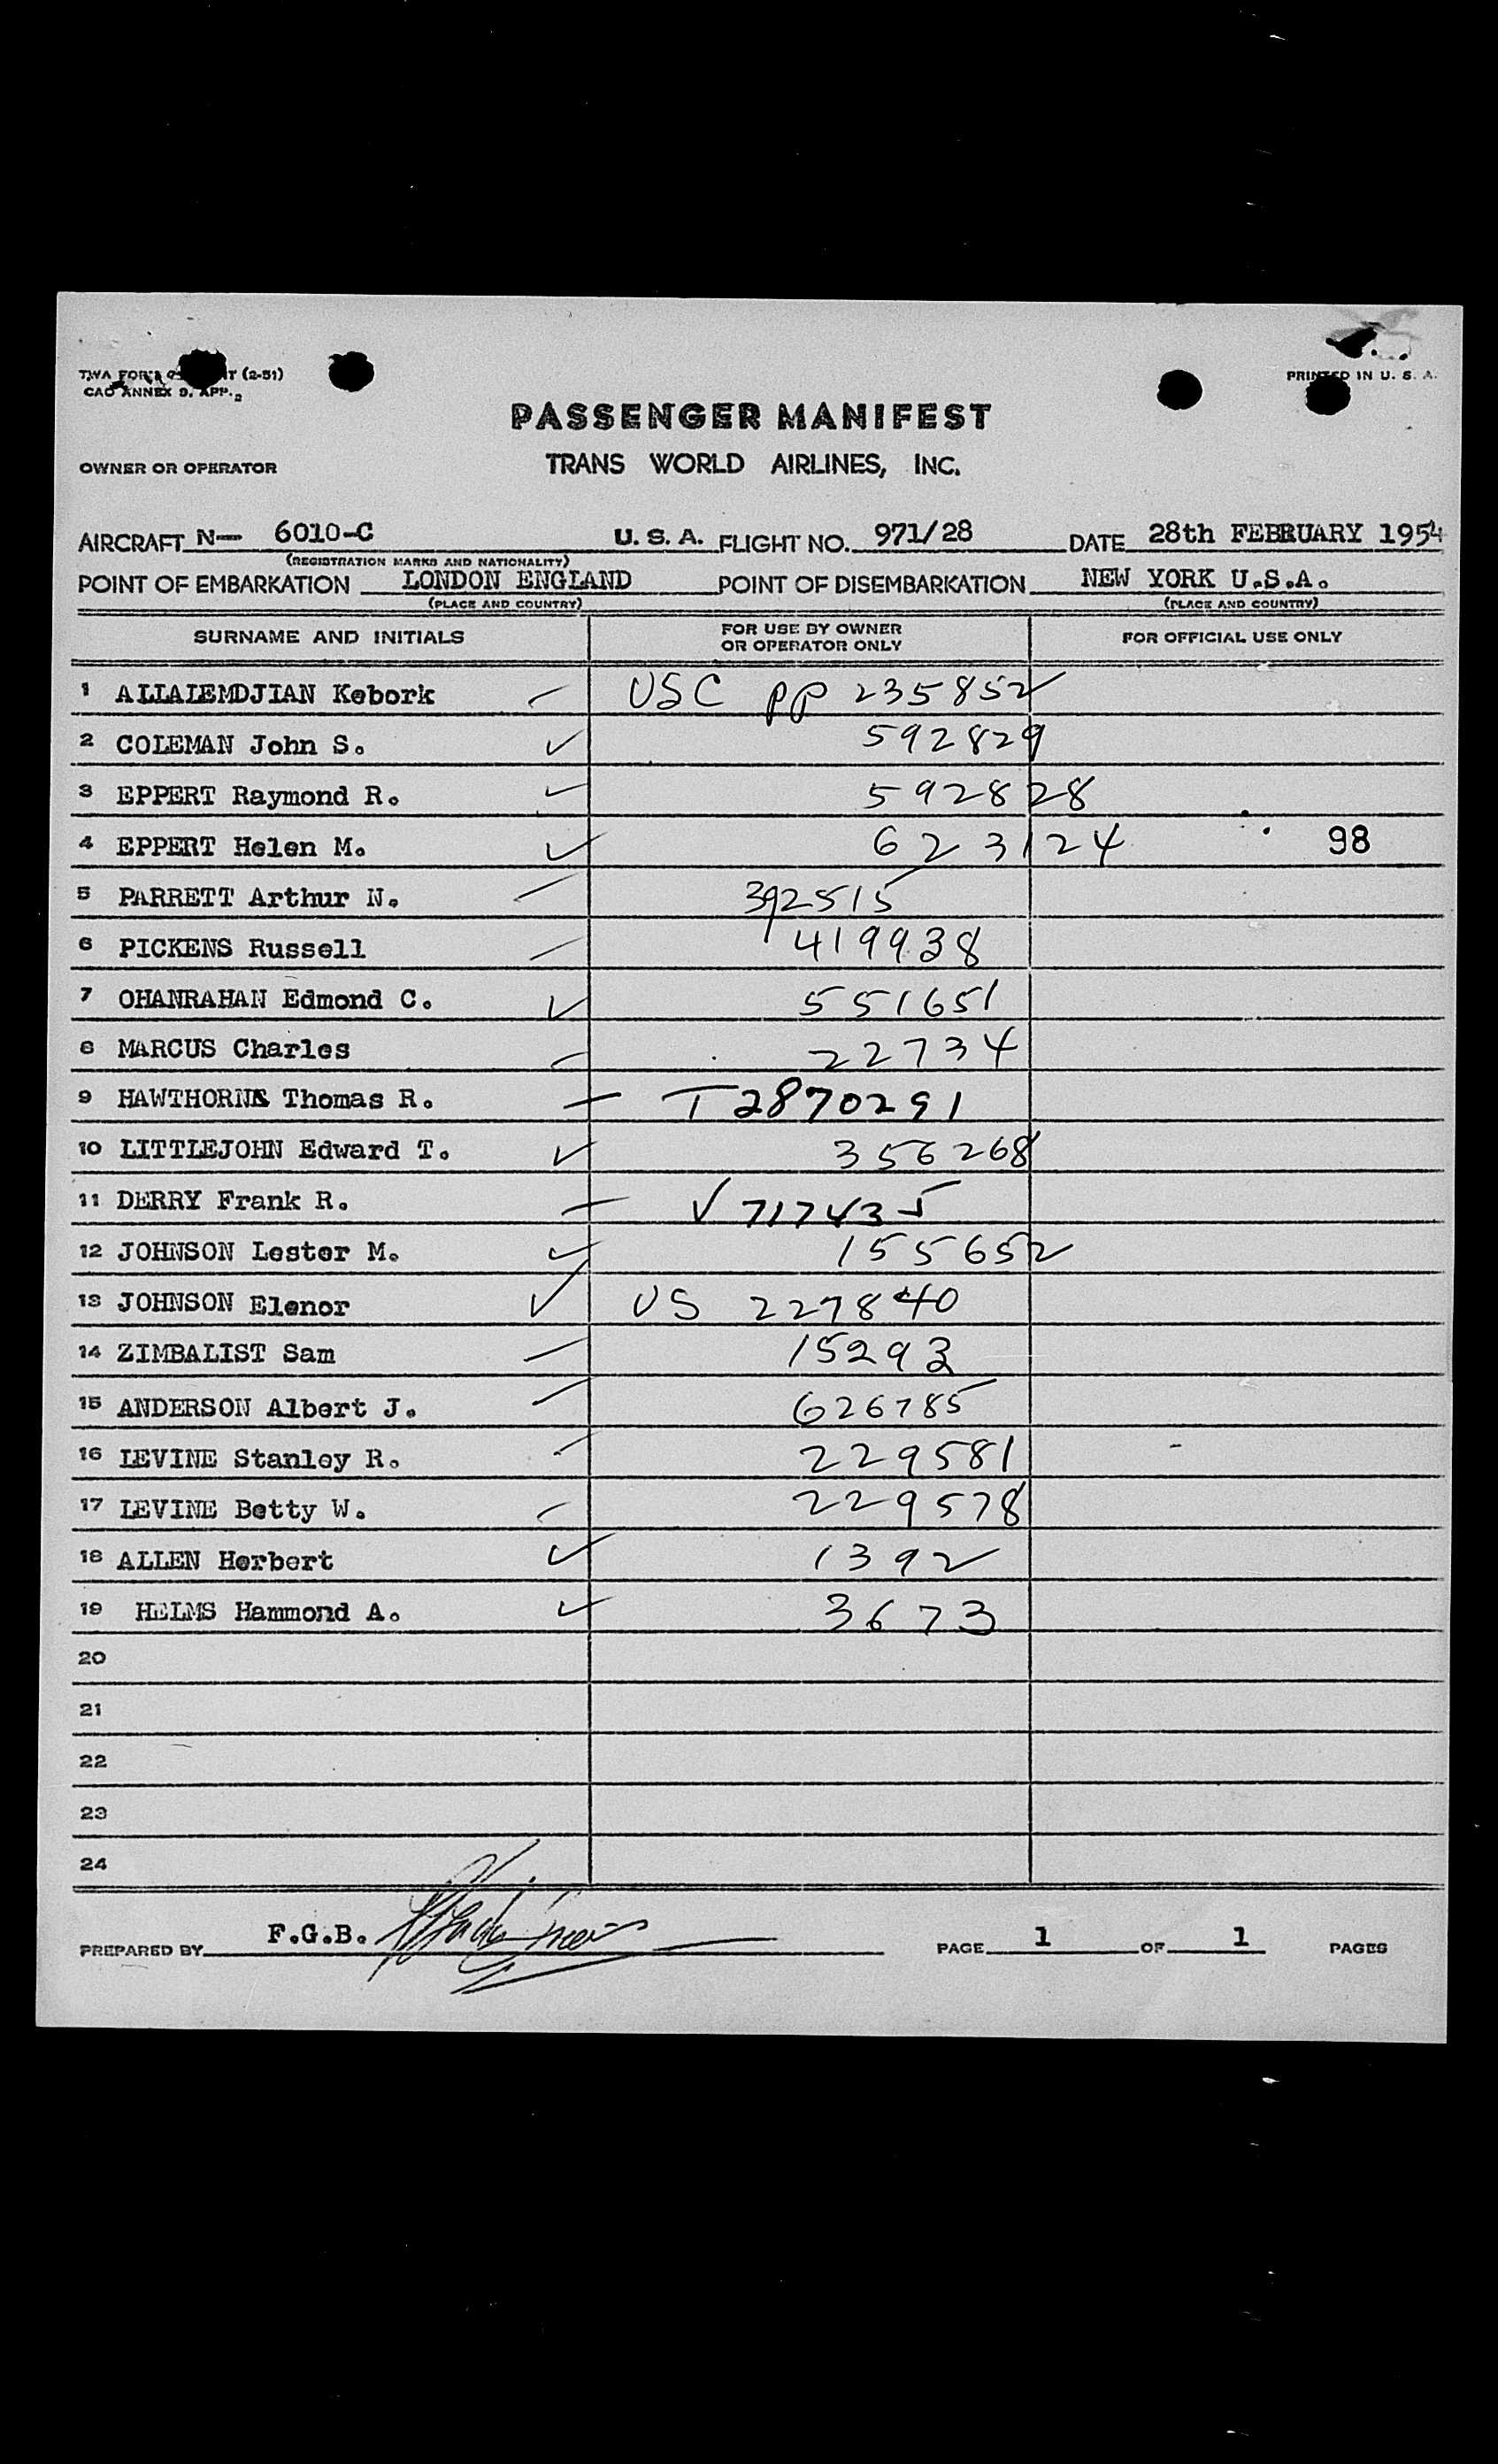 TWA FORM (2-51)
CAO ANNEX 9, APP. 2
PRINTED IN U. S. A.
PASSENGER MANIFEST
OWNER OR OPERATOR TRANS WORLD AIRLINES, INC.
AIRCRAFT N- 6010-C U. S. A. FLIGHT NO. 971/28 DATE 28th FEBRUARY 1954
(REGISTRATION MARKS AND NATIONALITY)
POINT OF EMBARKATION LONDON ENGLAND POINT OF DISEMBARKATION NEW YORK U.S.A.
(PLACE AND COUNTRY) (PLACE AND COUNTRY)
SURNAME AND INITIALS FOR USE BY OWNER OR OPERATOR ONLY FOR OFFICIAL USE ONLY
1 ALLALEMDJIAN Kebork USC PP 235852
2 COLEMAN John S. 592829
3 EPPERT Raymond R. 592828
4 EPPERT Helen M. 623124 98
5 PARRETT Arthur N. 392515
6 PICKENS Russell 419938
7 OHANRAHAN Edmond C. 551651
8 MARCUS Charles 22734
9 HAWTHORNE Thomas R. T2870291
10 LITTLEJOHN Edward T. 356268
11 DERRY Frank R. V 717435
12 JOHNSON Lester M. 155652
13 JOHNSON Elenor US 227840
14 ZIMBALIST Sam 15293
15 ANDERSON Albert J. 626785
16 LEVINE Stanley R. 229581
17 LEVINE Betty W. 229578
18 ALLEN Herbert 1392
19 HELMS Hammond A. 3673
20
21
22
23
24
PREPARED BY F.G.B. PAGE 1 OF 1 PAGES